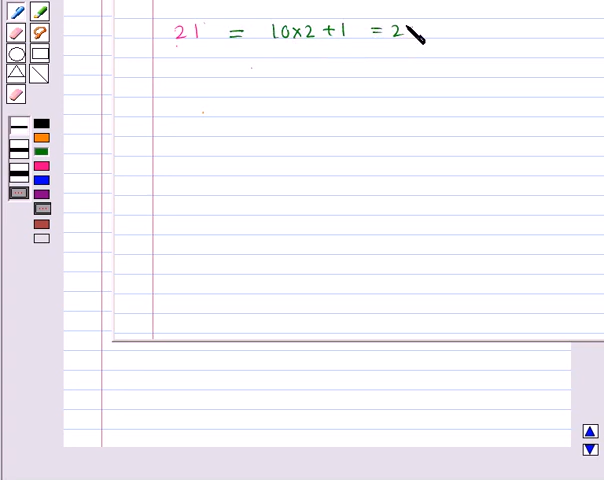 21 = 10×2+1 = 2